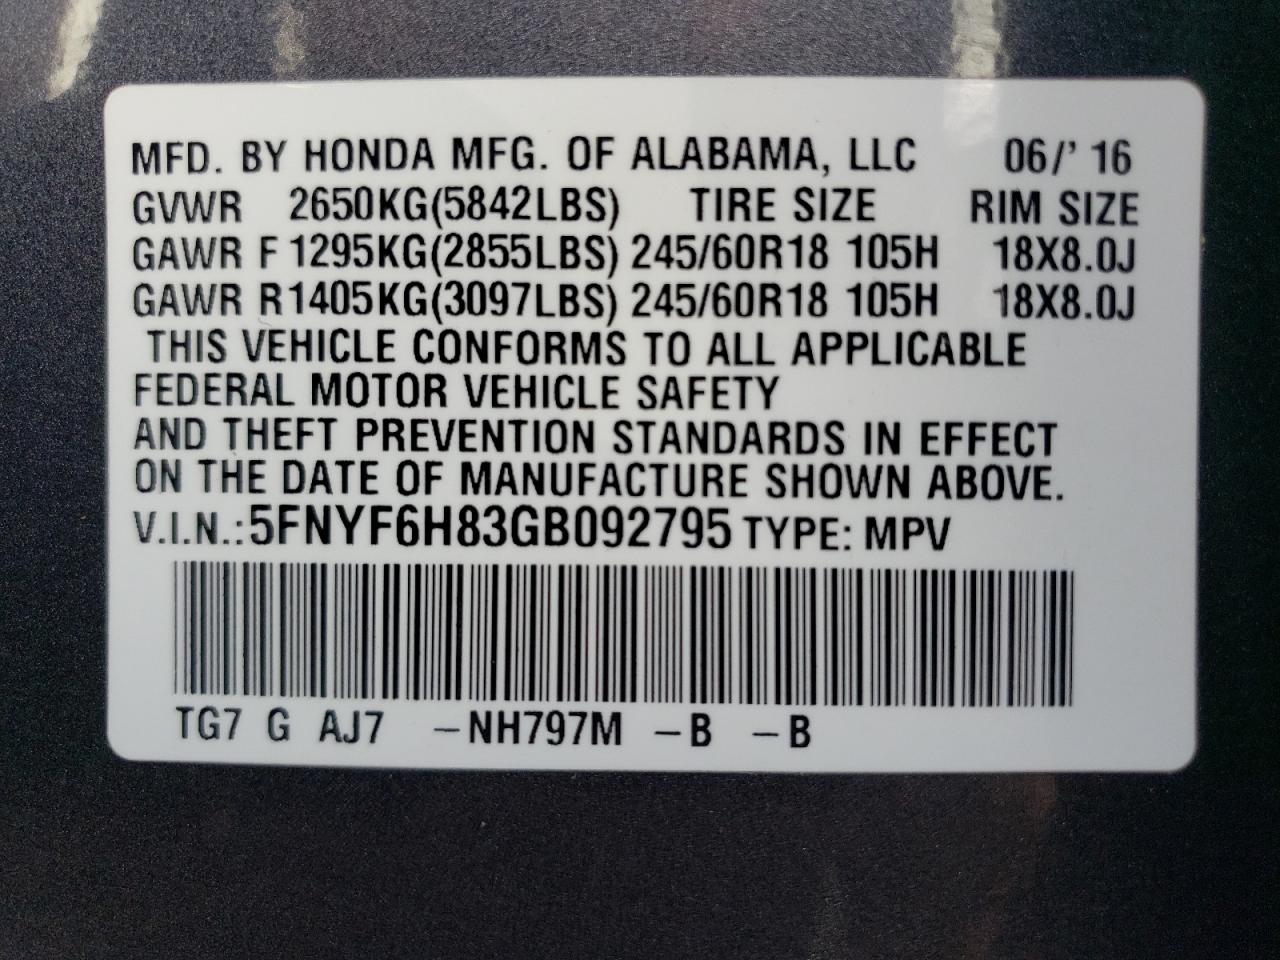 MFD. BY HONDA MFG. OF ALABAMA, LLC 06/' 16
GVWR 2650KG(5842LBS) TIRE SIZE RIM SIZE
GAWR F 1295KG(2855LBS) 245/60R18 105H 18X8.0J
GAWR R1405KG(3097LBS) 245/60R18 105H 18X8.0J
THIS VEHICLE CONFORMS TO ALL APPLICABLE
FEDERAL MOTOR VEHICLE SAFETY
AND THEFT PREVENTION STANDARDS IN EFFECT
ON THE DATE OF MANUFACTURE SHOWN ABOVE.
V.I.N.: 5FNYF6H83GB092795 TYPE: MPV
TG7 G AJ7 –NH797M –B –B